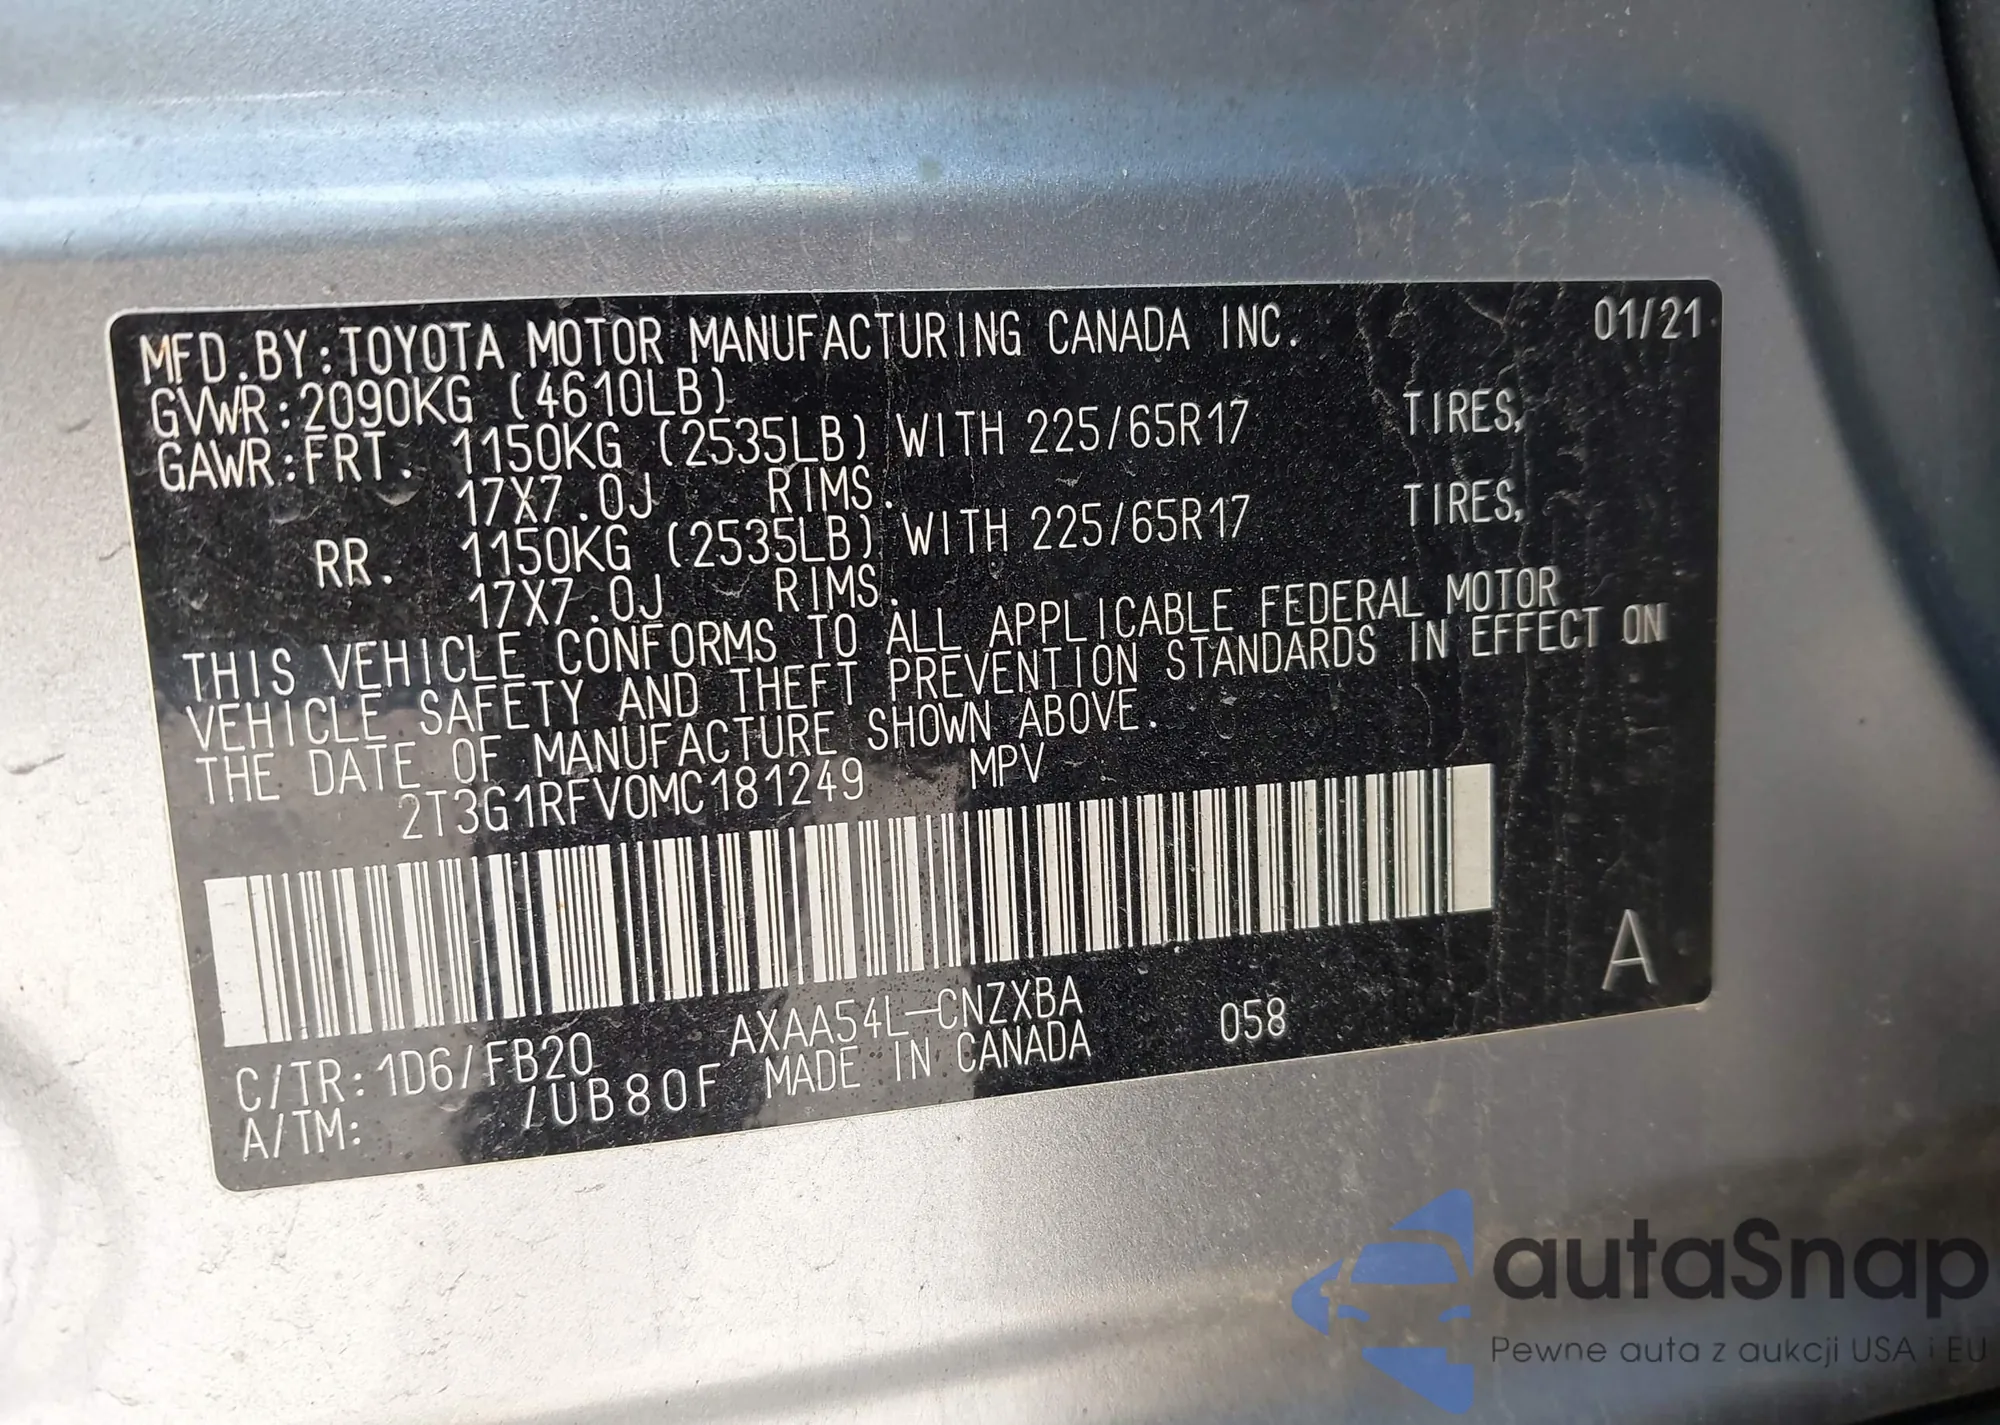 MFD.BY:TOYOTA MOTOR MANUFACTURING CANADA INC. 01/21
GVWR:2090KG (4610LB)
GAWR:FRT. 1150KG (2535LB) WITH 225/65R17 TIRES,
17X7.0J RIMS.
RR. 1150KG (2535LB) WITH 225/65R17 TIRES,
17X7.0J RIMS.
THIS VEHICLE CONFORMS TO ALL APPLICABLE FEDERAL MOTOR
VEHICLE SAFETY AND THEFT PREVENTION STANDARDS IN EFFECT ON
THE DATE OF MANUFACTURE SHOWN ABOVE.
2T3G1RFV0MC181249 MPV
A
C/TR:1D6/FB20 AXAA54L-CNZXBA 058
A/TM: /UB80F MADE IN CANADA
autaSnap
Pewne auta z aukcji USA i EU